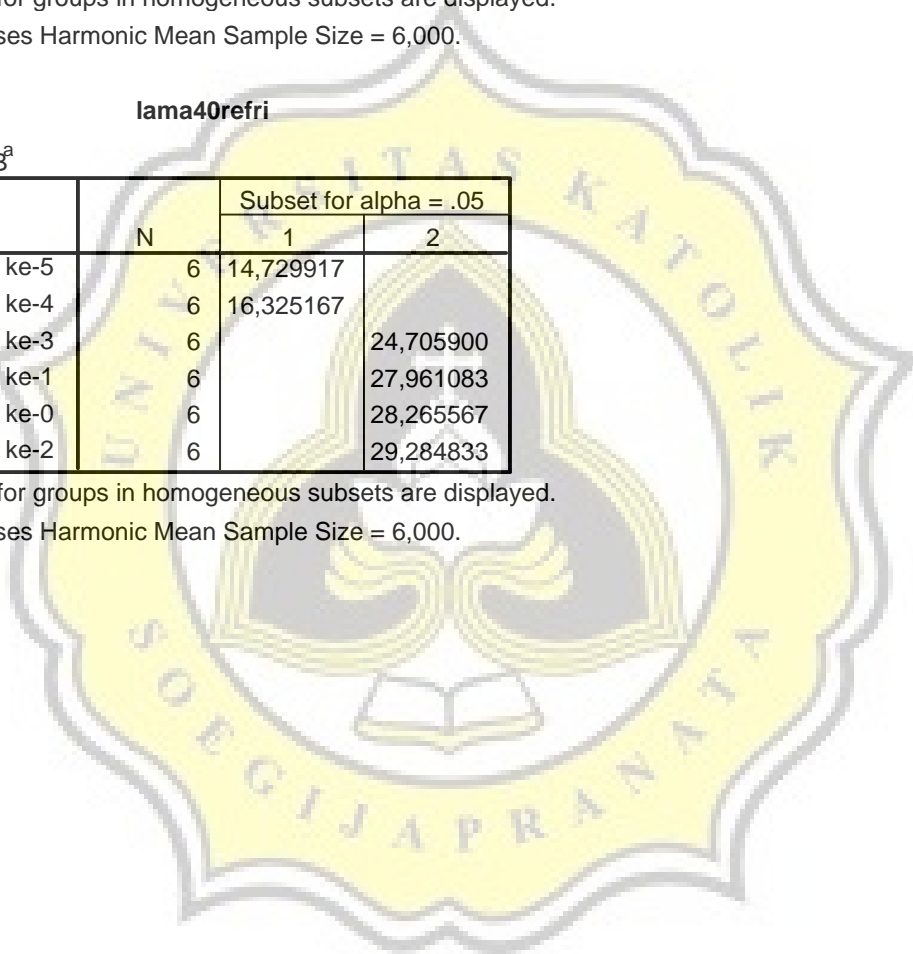 for groups in homogeneous subsets are displayed.
ses Harmonic Mean Sample Size = 6,000.
lama40refri
a
Subset for alpha = .05
N 1 2
ke-5 6 14,729917
ke-4 6 16,325167
ke-3 6 24,705900
ke-1 6 27,961083
ke-0 6 28,265567
ke-2 6 29,284833
for groups in homogeneous subsets are displayed.
ses Harmonic Mean Sample Size = 6,000.
UNIVERSITAS KATOLIK
SOEGIJAPRANATA